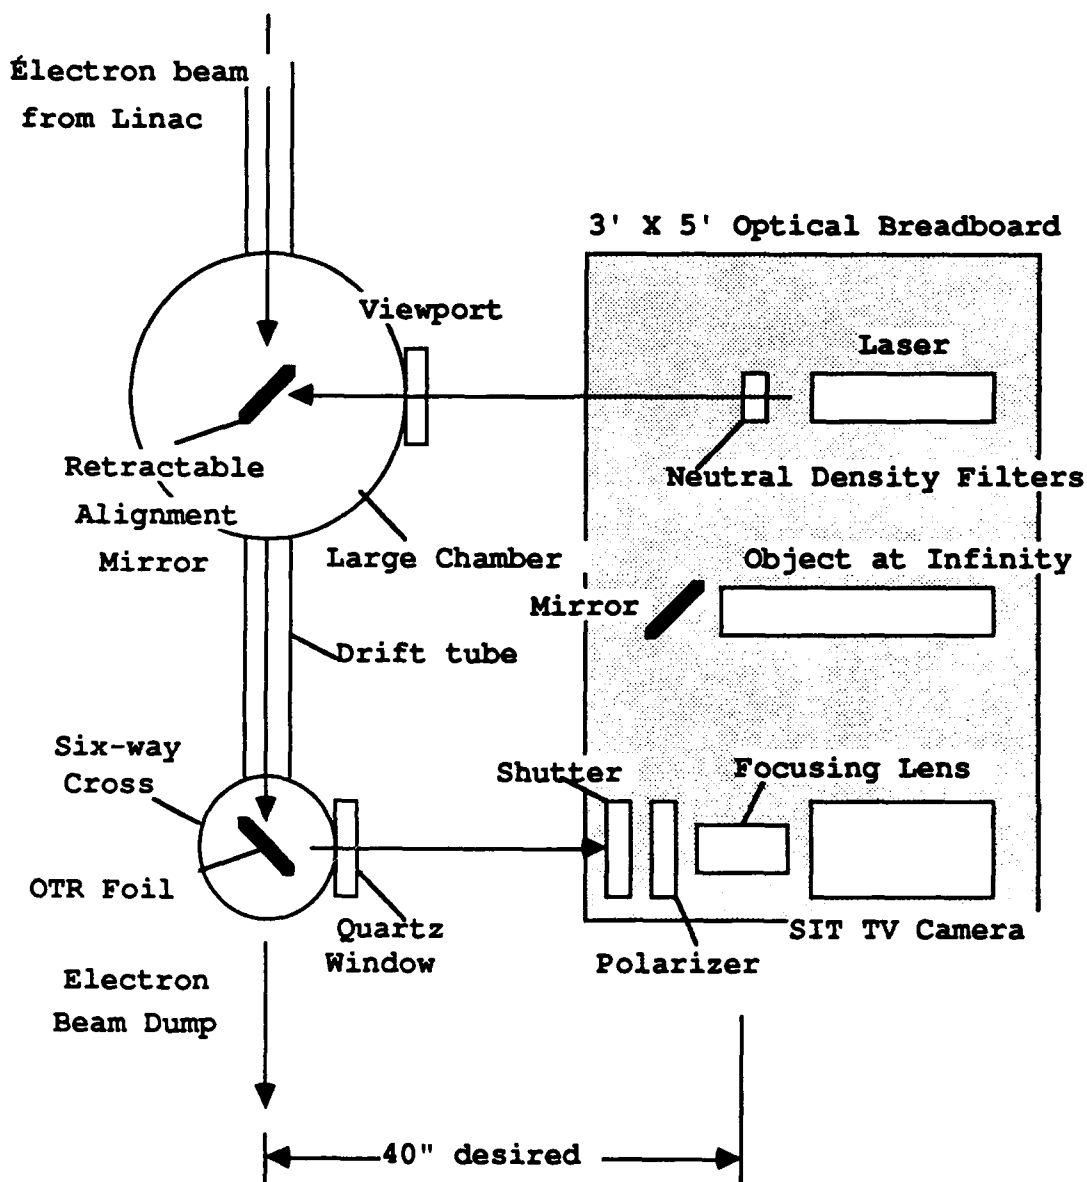 Électron beam
from Linac
3' X 5' Optical Breadboard
Viewport
Laser
Retractable
Alignment
Mirror
Neutral Density Filters
Large Chamber
Object at Infinity
Mirror
Drift tube
Six-way
Cross
Shutter
Focusing Lens
OTR Foil
Quartz
Window
SIT TV Camera
Polarizer
Electron
Beam Dump
40" desired